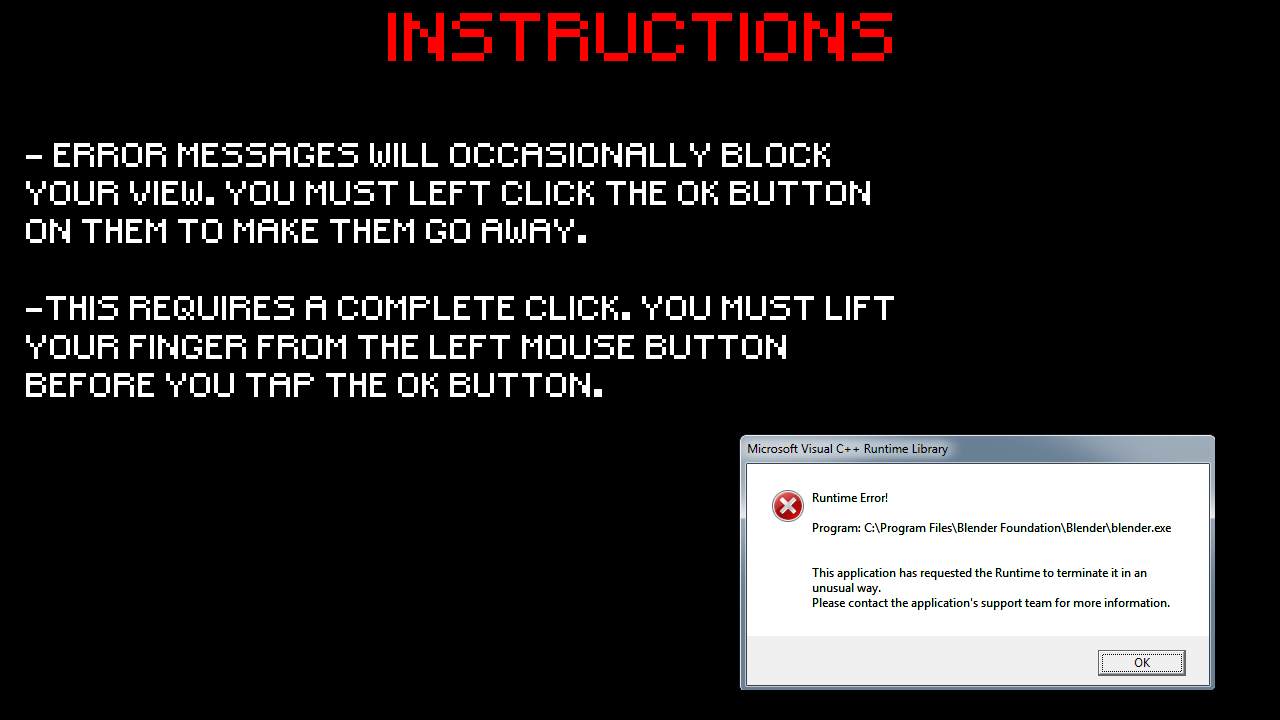 INSTRUCTIONS
- ERROR MESSAGES WILL OCCASIONALLY BLOCK
YOUR VIEW. YOU MUST LEFT CLICK THE OK BUTTON
ON THEM TO MAKE THEM GO AWAY.
-THIS REQUIRES A COMPLETE CLICK. YOU MUST LIFT
YOUR FINGER FROM THE LEFT MOUSE BUTTON
BEFORE YOU TAP THE OK BUTTON.
Microsoft Visual C++ Runtime Library
Runtime Error!
Program: C:\Program Files\Blender Foundation\Blender\blender.exe
This application has requested the Runtime to terminate it in an
unusual way.
Please contact the application's support team for more information.
OK